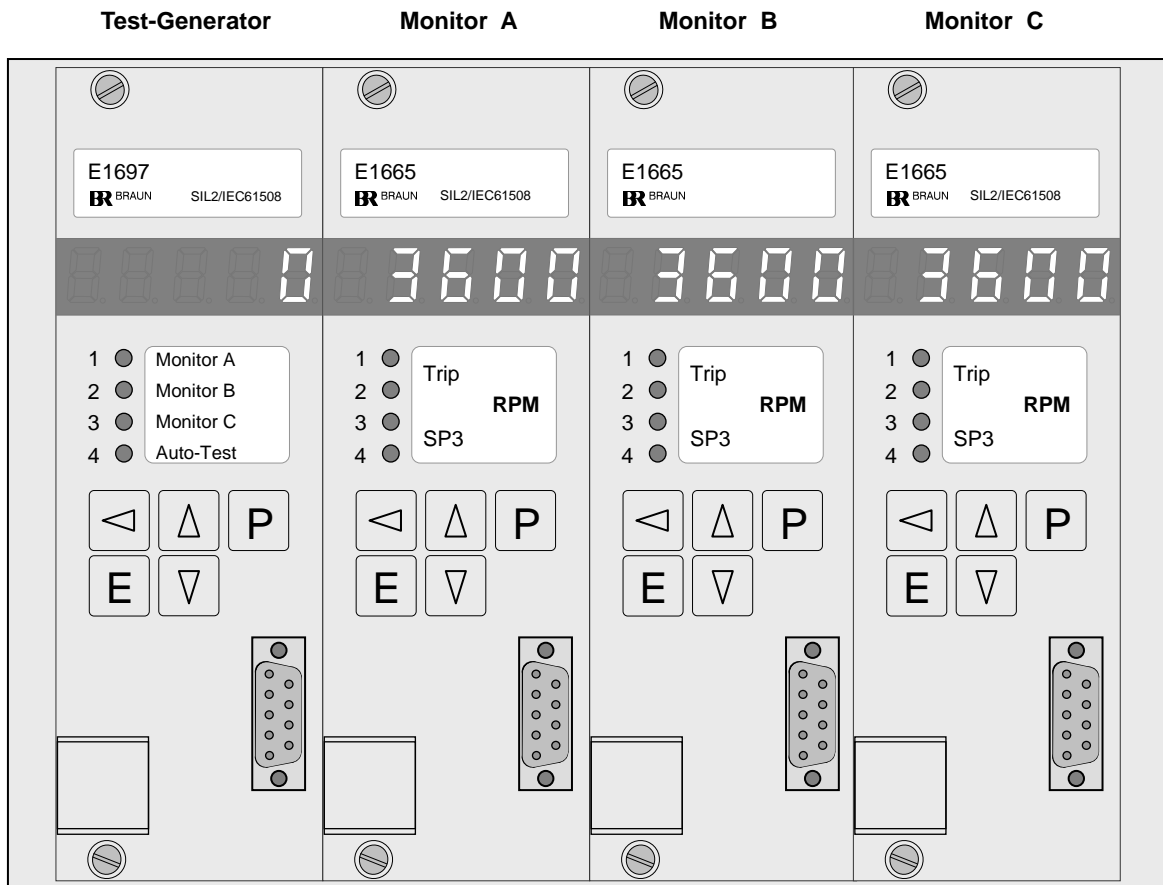 Test-Generator
Monitor A
Monitor B
Monitor C
E1697
BR BRAUN SIL2/IEC61508
0
1 Monitor A
2 Monitor B
3 Monitor C
4 Auto-Test
P
E
E1665
BR BRAUN SIL2/IEC61508
3600
1
Trip
2
RPM
3
SP3
4
P
E
E1665
BR BRAUN
3600
1
Trip
2
RPM
3
SP3
4
P
E
E1665
BR BRAUN SIL2/IEC61508
3600
1
Trip
2
RPM
3
SP3
4
P
E